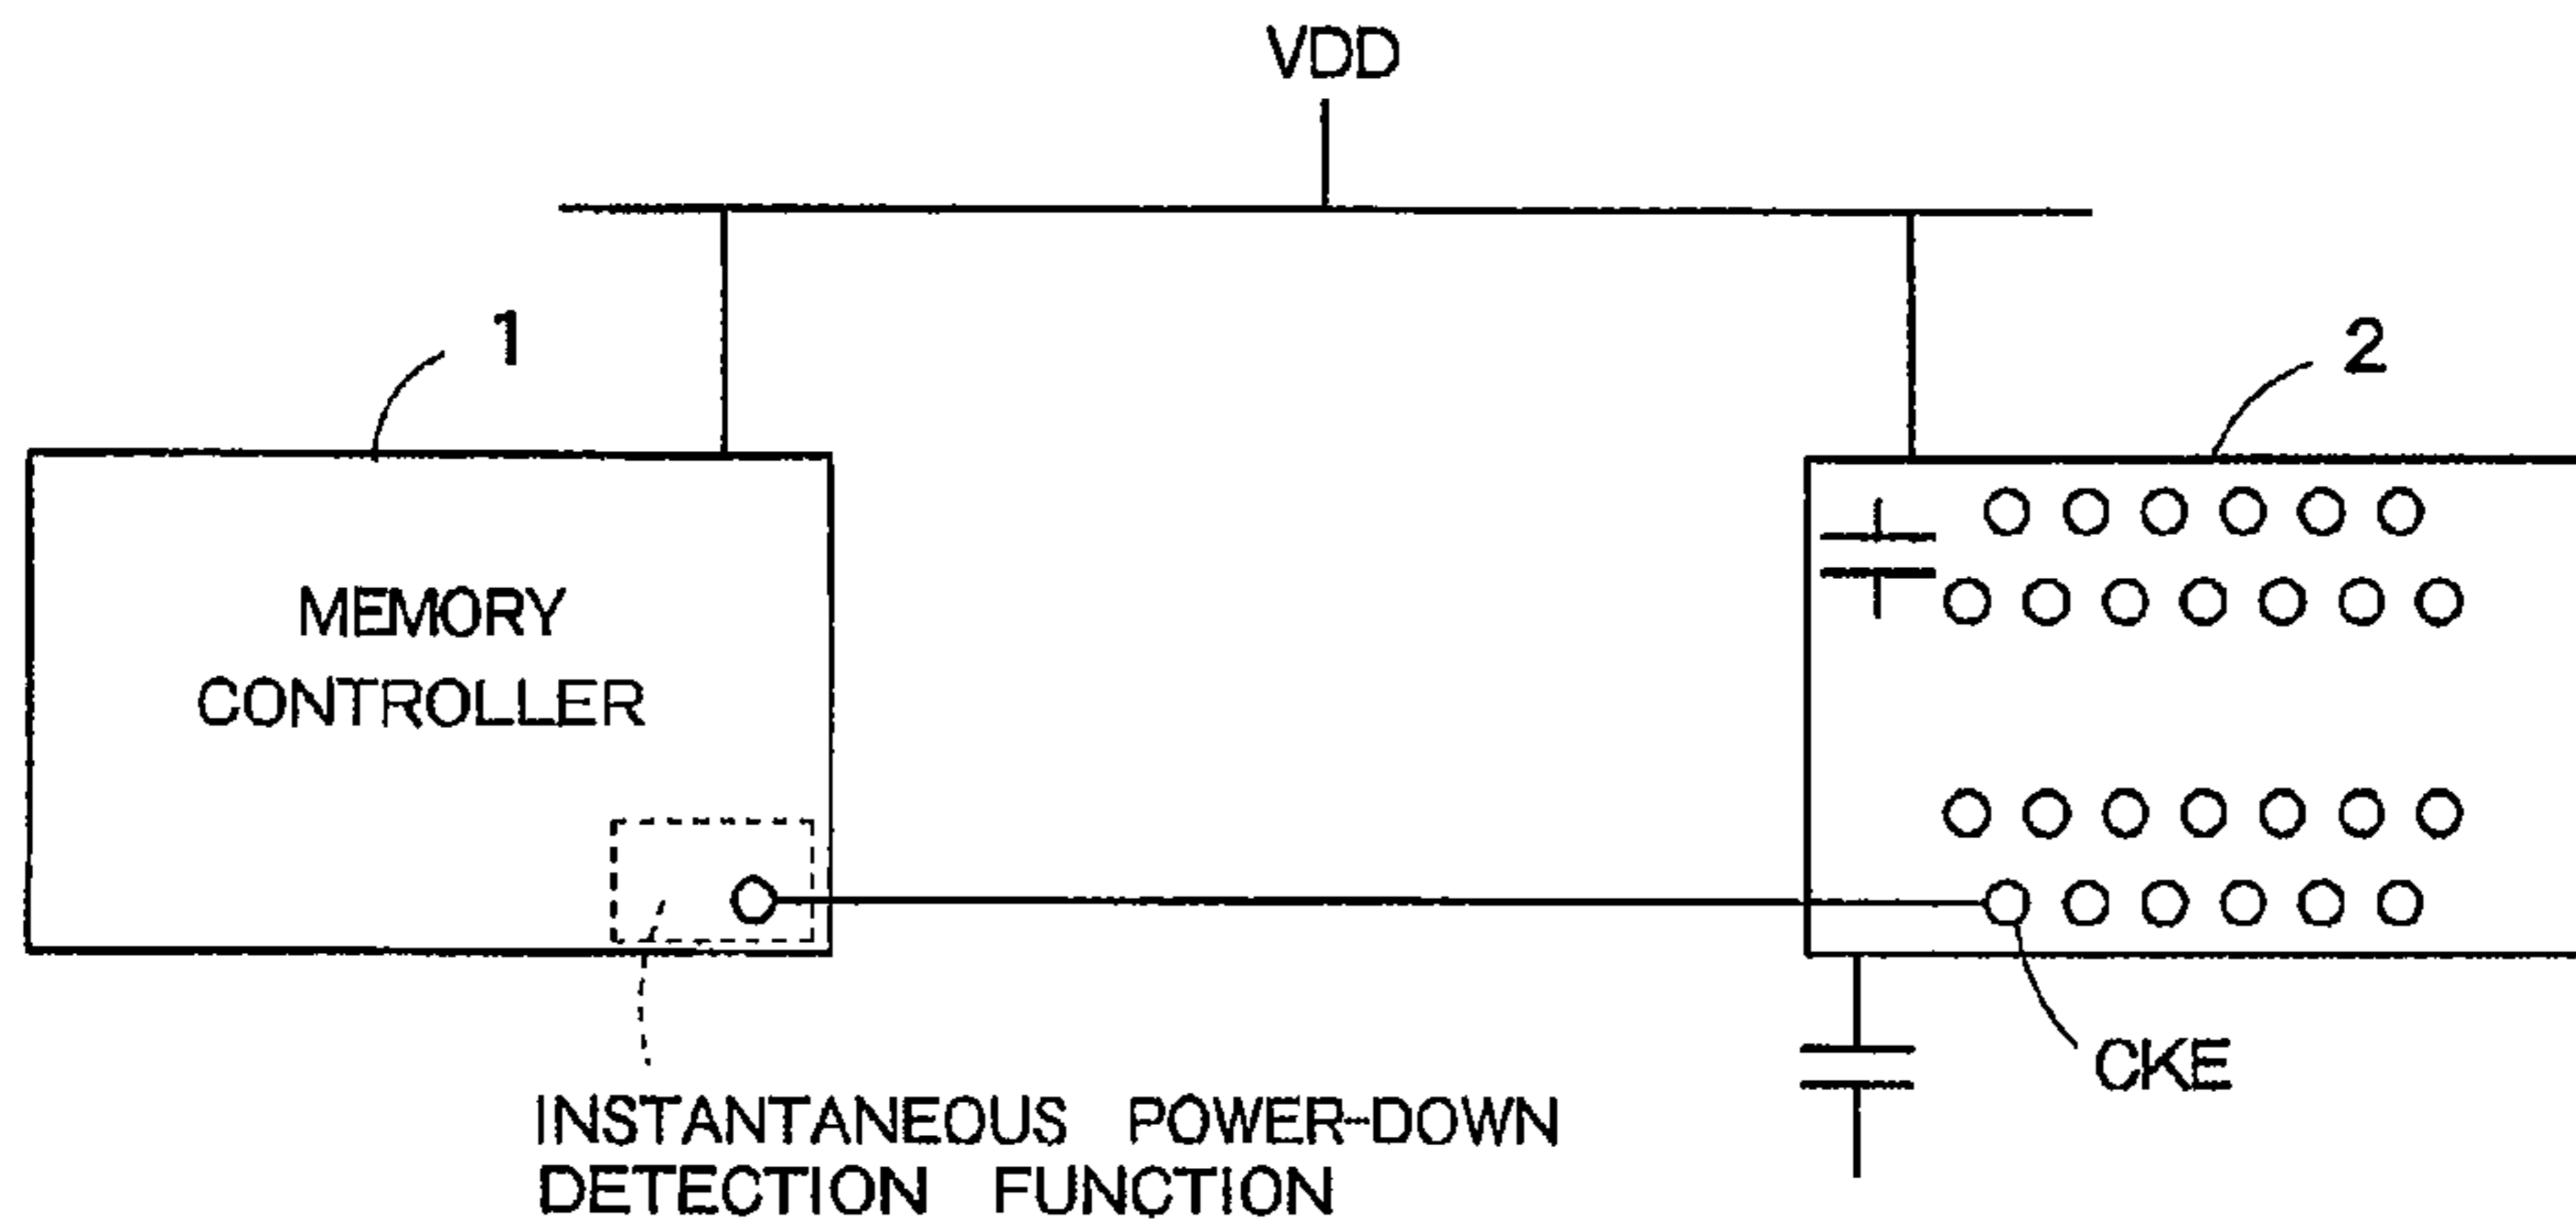 VDD
1
2
MEMORY
CONTROLLER
CKE
INSTANTANEOUS POWER-DOWN
DETECTION FUNCTION